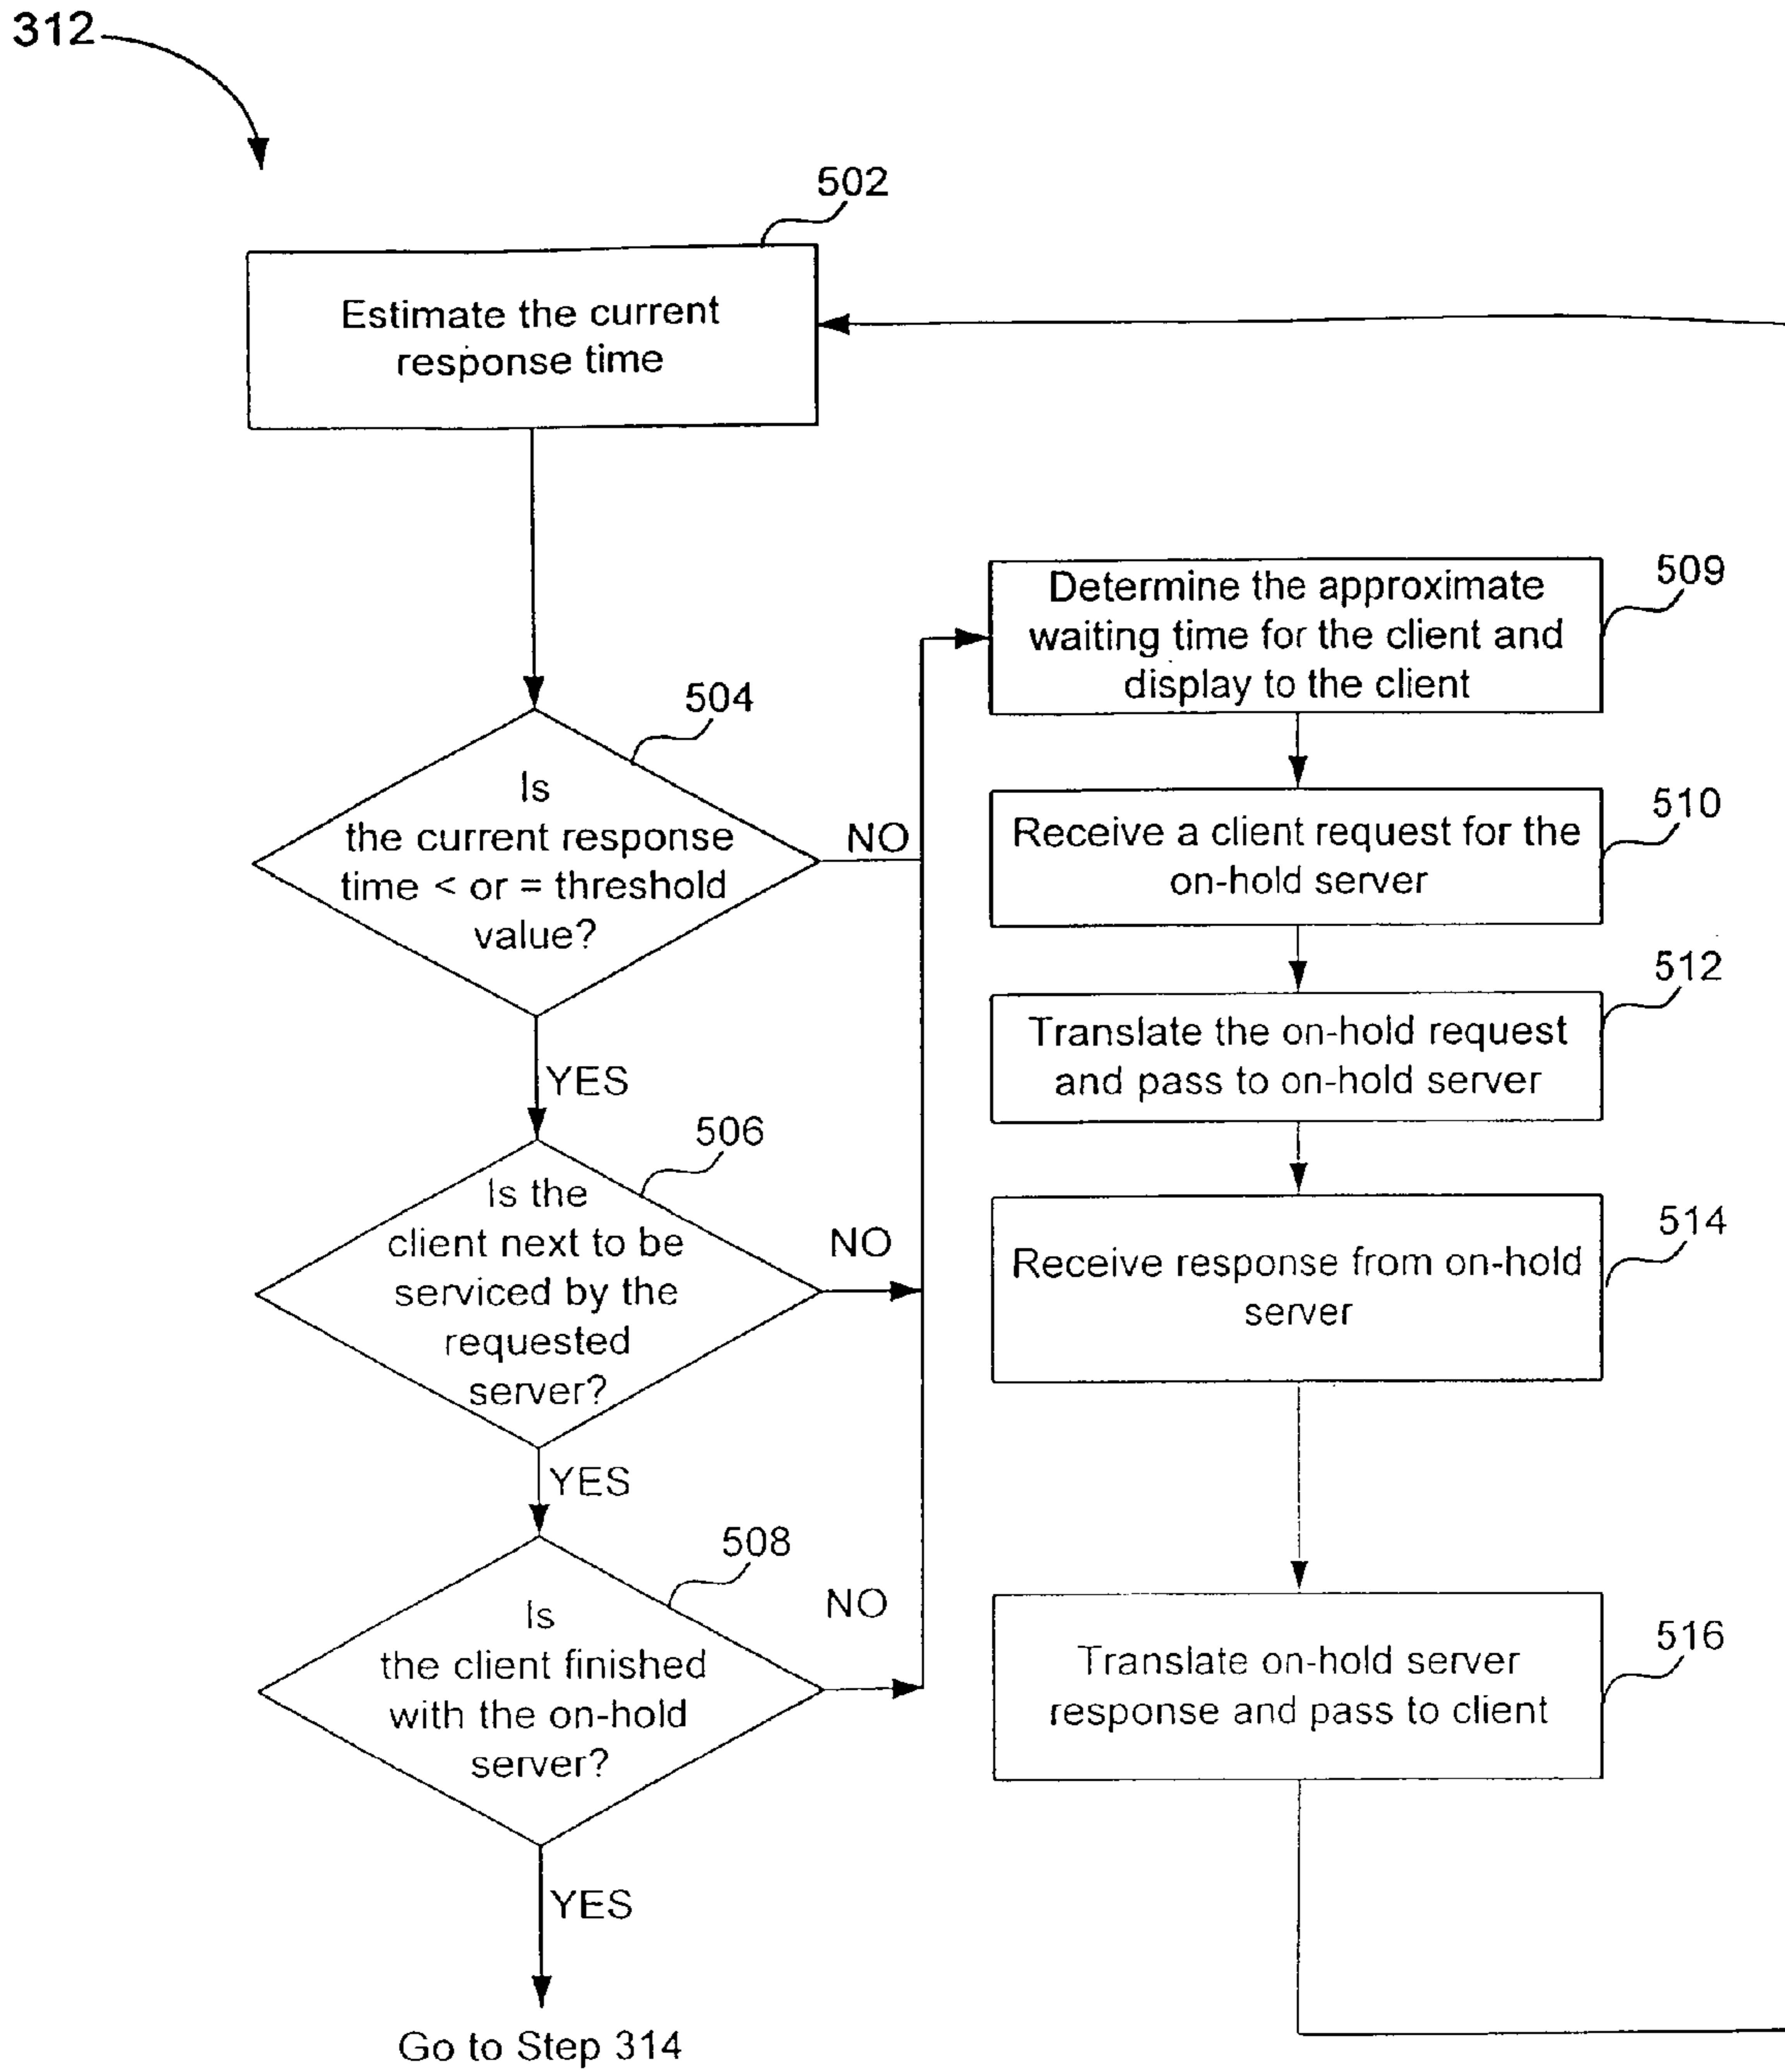 312
502
Estimate the current
response time
504
Is
the current response
time < or = threshold
value?
NO
YES
506
Is the
client next to be
serviced by the
requested
server?
NO
YES
508
Is
the client finished
with the on-hold
server?
NO
YES
Go to Step 314
509
Determine the approximate
waiting time for the client and
display to the client
510
Receive a client request for the
on-hold server
512
Translate the on-hold request
and pass to on-hold server
514
Receive response from on-hold
server
516
Translate on-hold server
response and pass to client